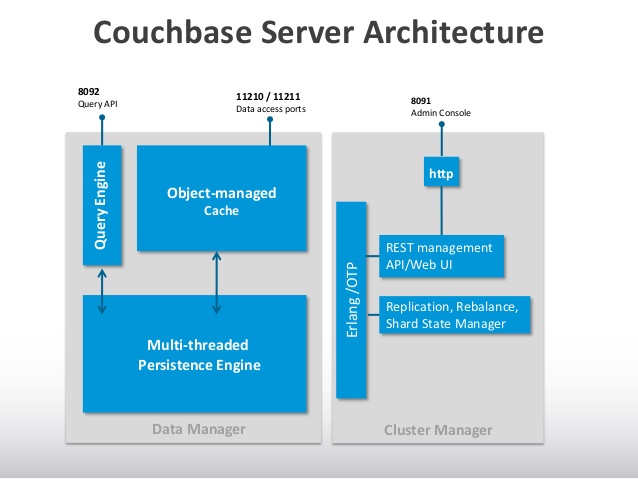 Couchbase Server Architecture
8092
Query API
11210 / 11211
Data access ports
8091
Admin Console
Query Engine
Object-managed
Cache
http
Erlang /OTP
REST management
API/Web UI
Replication, Rebalance,
Shard State Manager
Multi-threaded
Persistence Engine
Data Manager
Cluster Manager